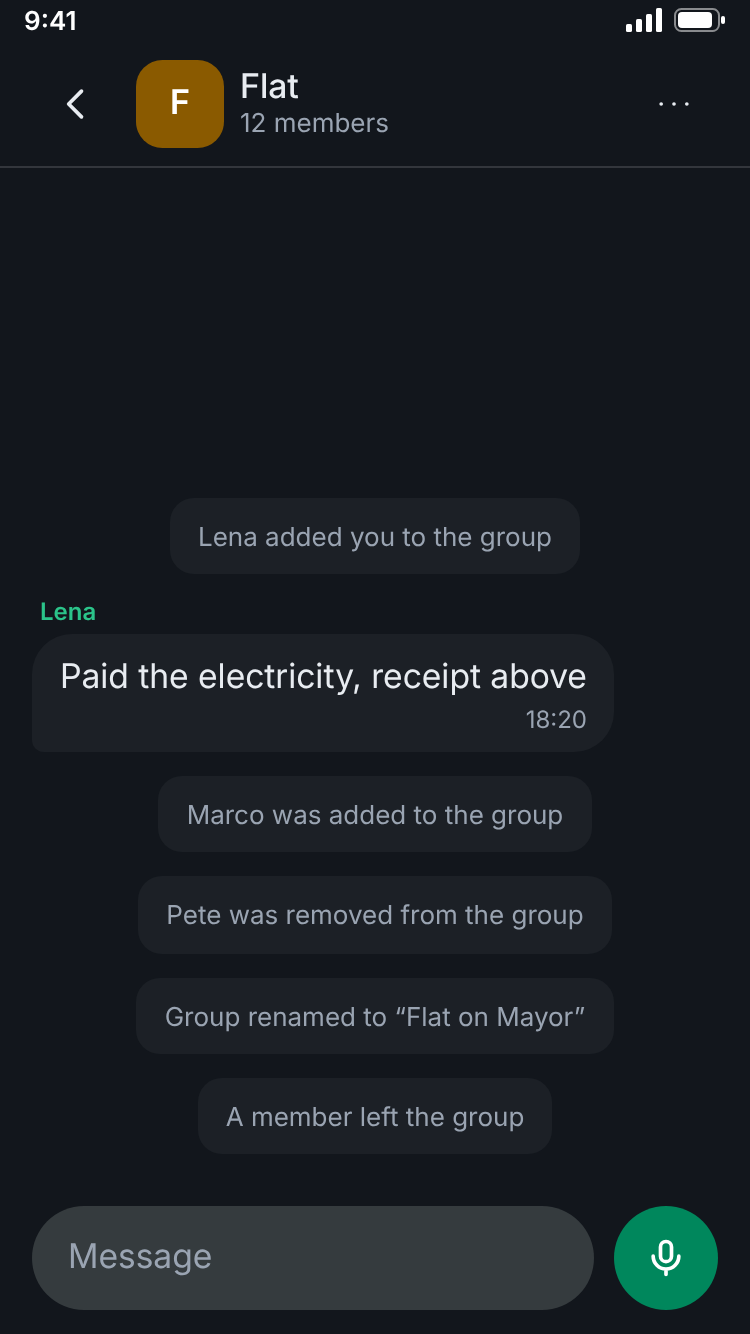 9:41
F
Flat
12 members
Lena added you to the group
Lena
Paid the electricity, receipt above
18:20
Marco was added to the group
Pete was removed from the group
Group renamed to “Flat on Mayor”
A member left the group
Message